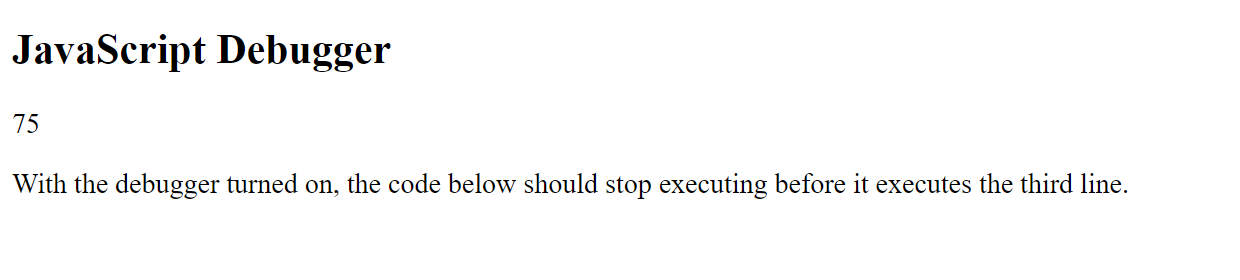 JavaScript Debugger
75
With the debugger turned on, the code below should stop executing before it executes the third line.